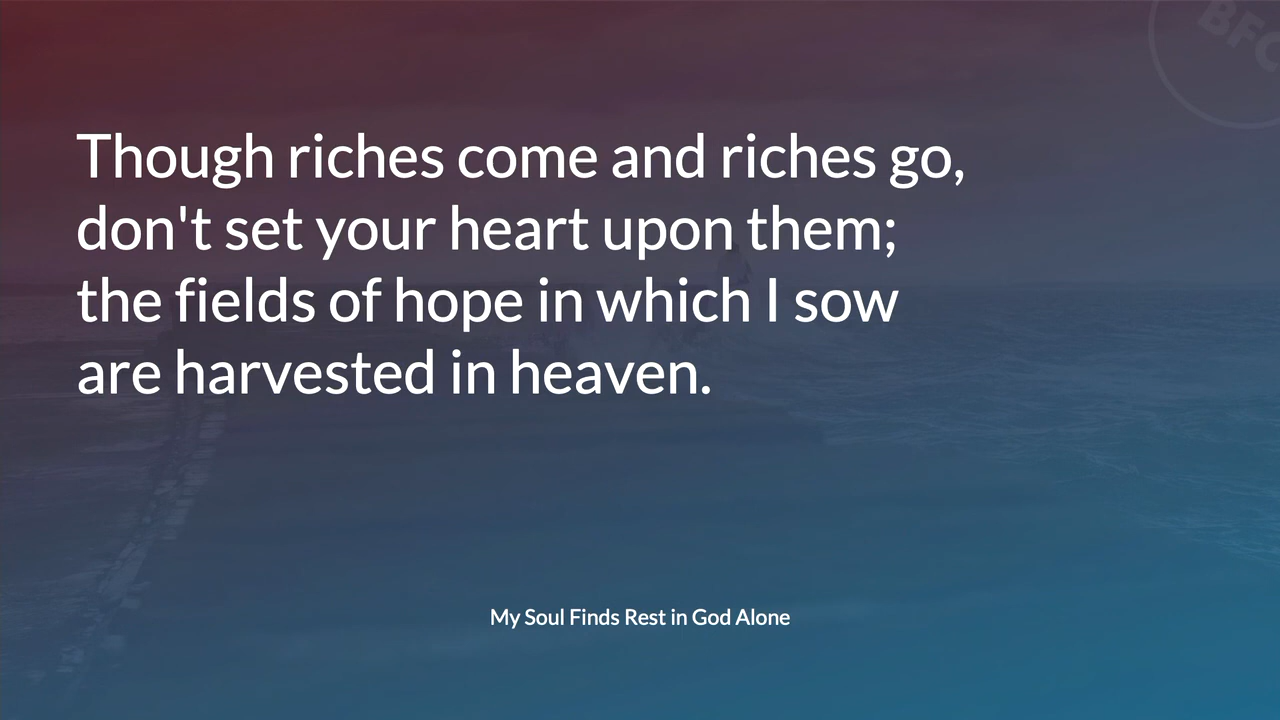 BFC
Though riches come and riches go,
don't set your heart upon them;
the fields of hope in which I sow
are harvested in heaven.
My Soul Finds Rest in God Alone